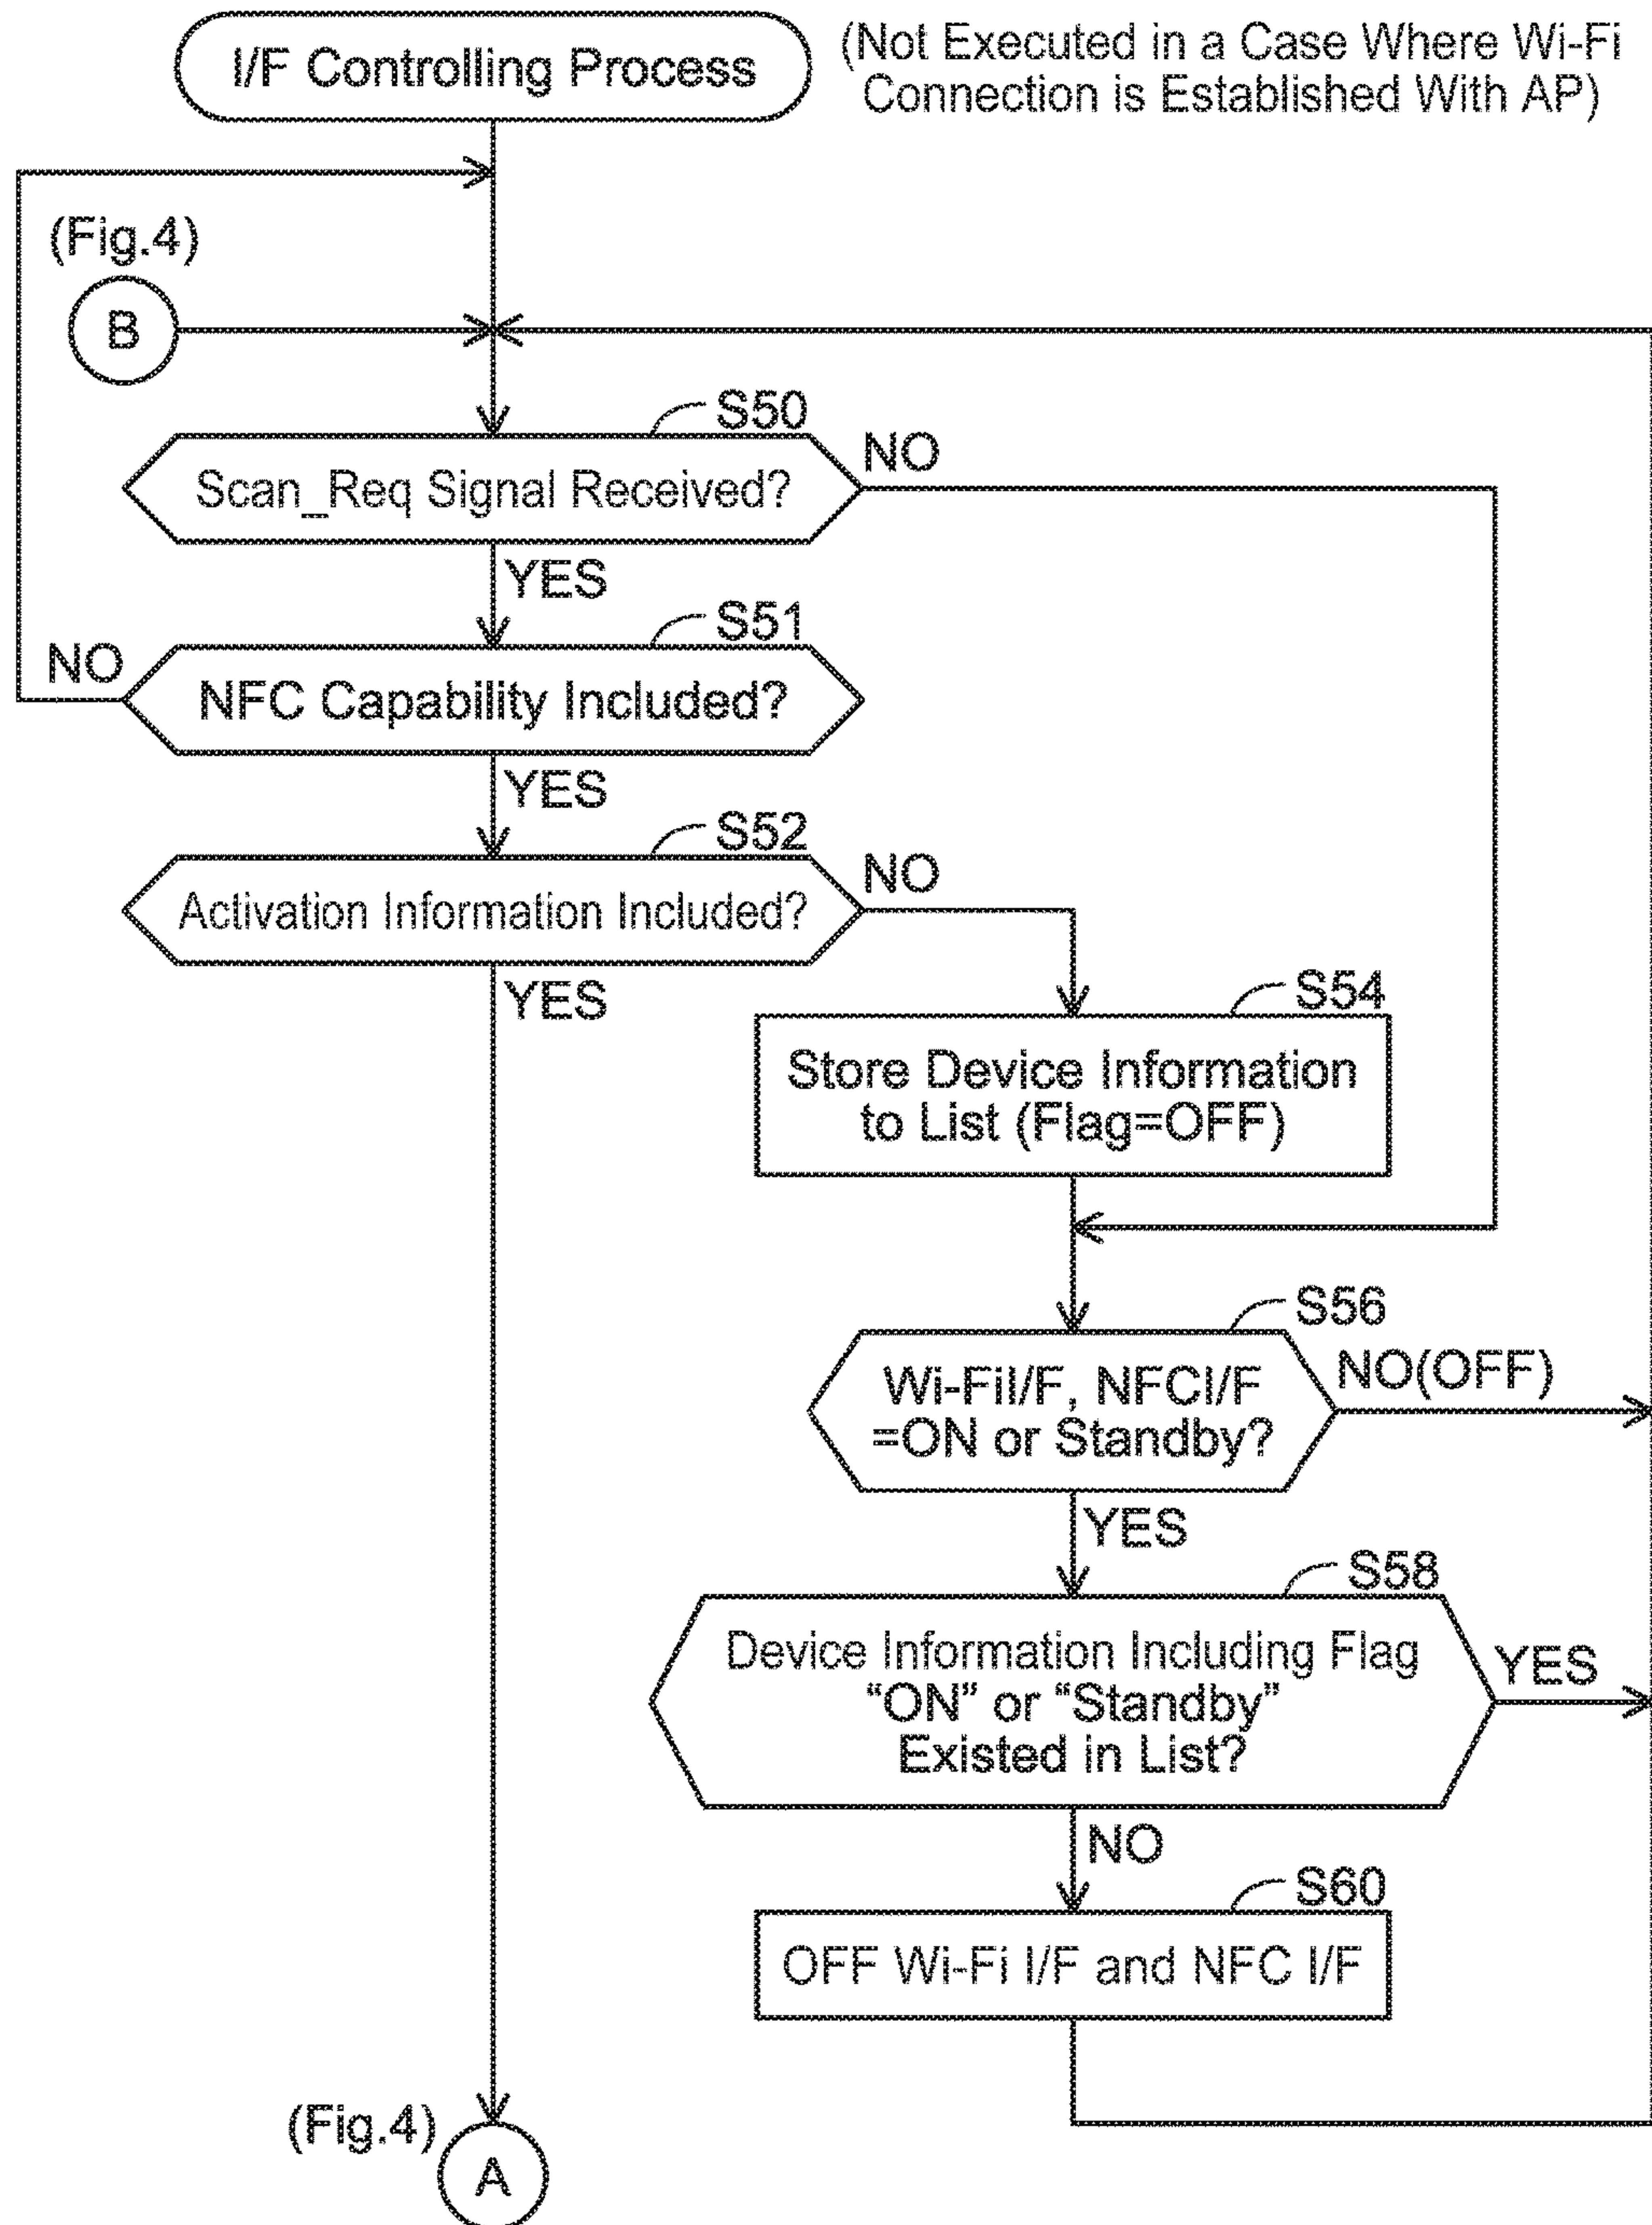 I/F Controlling Process
(Not Executed in a Case Where Wi-Fi
Connection is Established With AP)
(Fig.4)
B
S50
Scan_Req Signal Received?
NO
YES
S51
NO
NFC Capability Included?
YES
S52
Activation Information Included?
NO
YES
S54
Store Device Information
to List (Flag=OFF)
S56
Wi-FiI/F, NFCI/F
=ON or Standby?
NO(OFF)
YES
S58
Device Information Including Flag
“ON” or “Standby”
Existed in List?
YES
NO
S60
OFF Wi-Fi I/F and NFC I/F
(Fig.4)
A